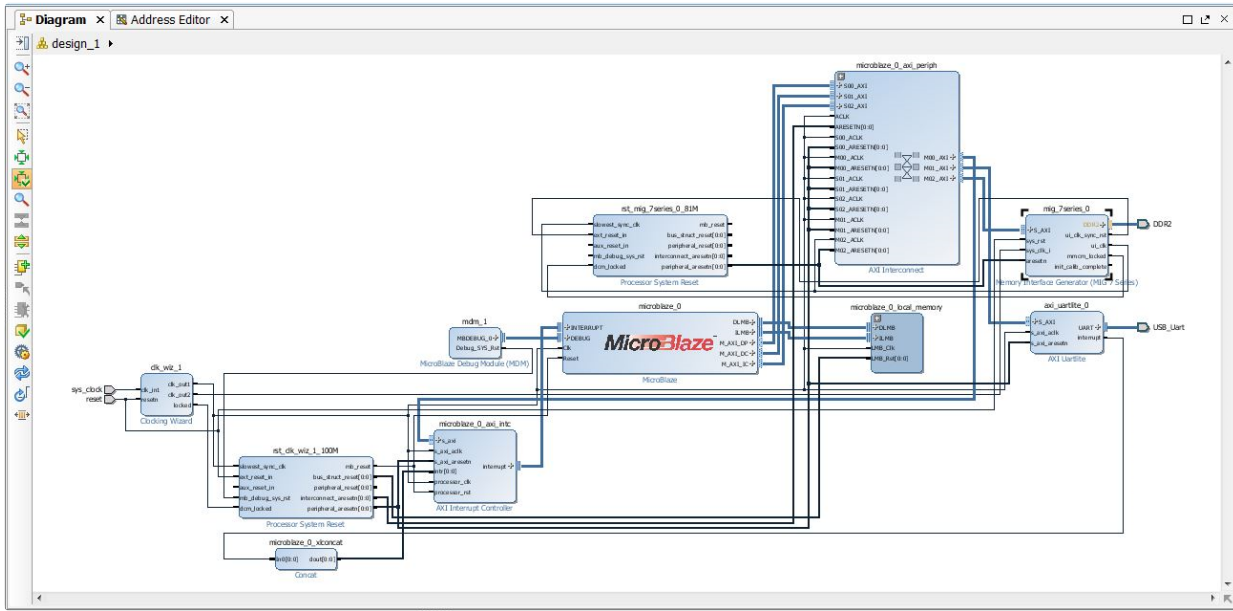 Diagram × Address Editor ×
design_1
microblaze_0_axi_periph
S00_AXI
S01_AXI
S02_AXI
ACLK
ARESETN[0:0]
S00_ACLK
S00_ARESETN[0:0]
M00_ACLK
M00_ARESETN[0:0]
S01_ACLK
S01_ARESETN[0:0]
S02_ACLK
S02_ARESETN[0:0]
M01_ACLK
M01_ARESETN[0:0]
M02_ACLK
M02_ARESETN[0:0]
M00_AXI
M01_AXI
M02_AXI
AXI Interconnect
rst_mig_7series_0_81M
slowest_sync_clk
ext_reset_in
aux_reset_in
mb_debug_sys_rst
dcm_locked
mb_reset
bus_struct_reset[0:0]
peripheral_reset[0:0]
interconnect_aresetn[0:0]
peripheral_aresetn[0:0]
Processor System Reset
mig_7series_0
S_AXI
sys_rst
sys_clk_i
aresetn
DDR2
ui_clk_sync_rst
ui_clk
mmcm_locked
init_calib_complete
Memory Interface Generator (MIG 7 Series)
DDR2
mdm_1
MBDEBUG_0
Debug_SYS_Rst
MicroBlaze Debug Module (MDM)
microblaze_0
INTERRUPT
DEBUG
Clk
Reset
MicroBlaze
DLMB
ILMB
M_AXI_DP
M_AXI_DC
M_AXI_IC
MicroBlaze
microblaze_0_local_memory
DLMB
ILMB
LMB_Clk
LMB_Rst[0:0]
axi_uartlite_0
S_AXI
s_axi_aclk
s_axi_aresetn
UART
interrupt
AXI Uartlite
USB_Uart
sys_clock
reset
clk_wiz_1
clk_in1
resetn
clk_out1
clk_out2
locked
Clocking Wizard
microblaze_0_axi_intc
s_axi
s_axi_aclk
s_axi_aresetn
intr[0:0]
processor_clk
processor_rst
interrupt
AXI Interrupt Controller
rst_clk_wiz_1_100M
slowest_sync_clk
ext_reset_in
aux_reset_in
mb_debug_sys_rst
dcm_locked
mb_reset
bus_struct_reset[0:0]
peripheral_reset[0:0]
interconnect_aresetn[0:0]
peripheral_aresetn[0:0]
Processor System Reset
microblaze_0_xlconcat
In0[0:0]
dout[0:0]
Concat